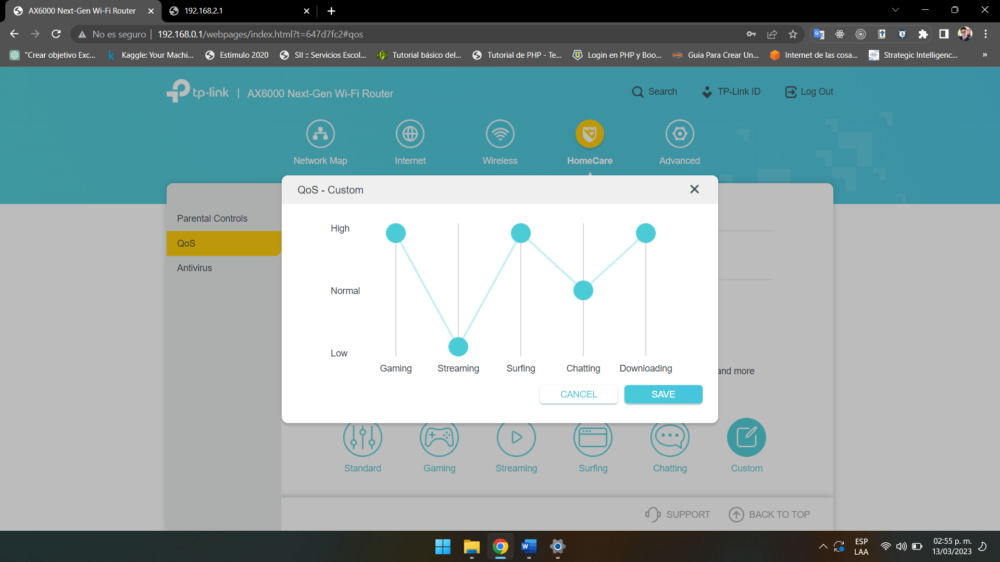 AX6000 Next-Gen Wi-Fi Router
192.168.2.1
No es seguro
192.168.0.1/webpages/index.html?t=647d7fc2#qos
"Crear objetivo Exc...
Kaggle: Your Machi...
Estimulo 2020
SII :: Servicios Escol...
Tutorial básico del...
Tutorial de PHP - Te...
Login en PHP y Boo...
Guia Para Crear Un...
Internet de las cosa...
Strategic Intelligenc...
»
tp-link | AX6000 Next-Gen Wi-Fi Router
Search
TP-Link ID
Log Out
Network Map
Internet
Wireless
HomeCare
Advanced
Parental Controls
QoS
Antivirus
QoS - Custom
High
Normal
Low
Gaming
Streaming
Surfing
Chatting
Downloading
and more
CANCEL
SAVE
Standard
Gaming
Streaming
Surfing
Chatting
Custom
SUPPORT
BACK TO TOP
ESP
LAA
02:55 p. m.
13/03/2023